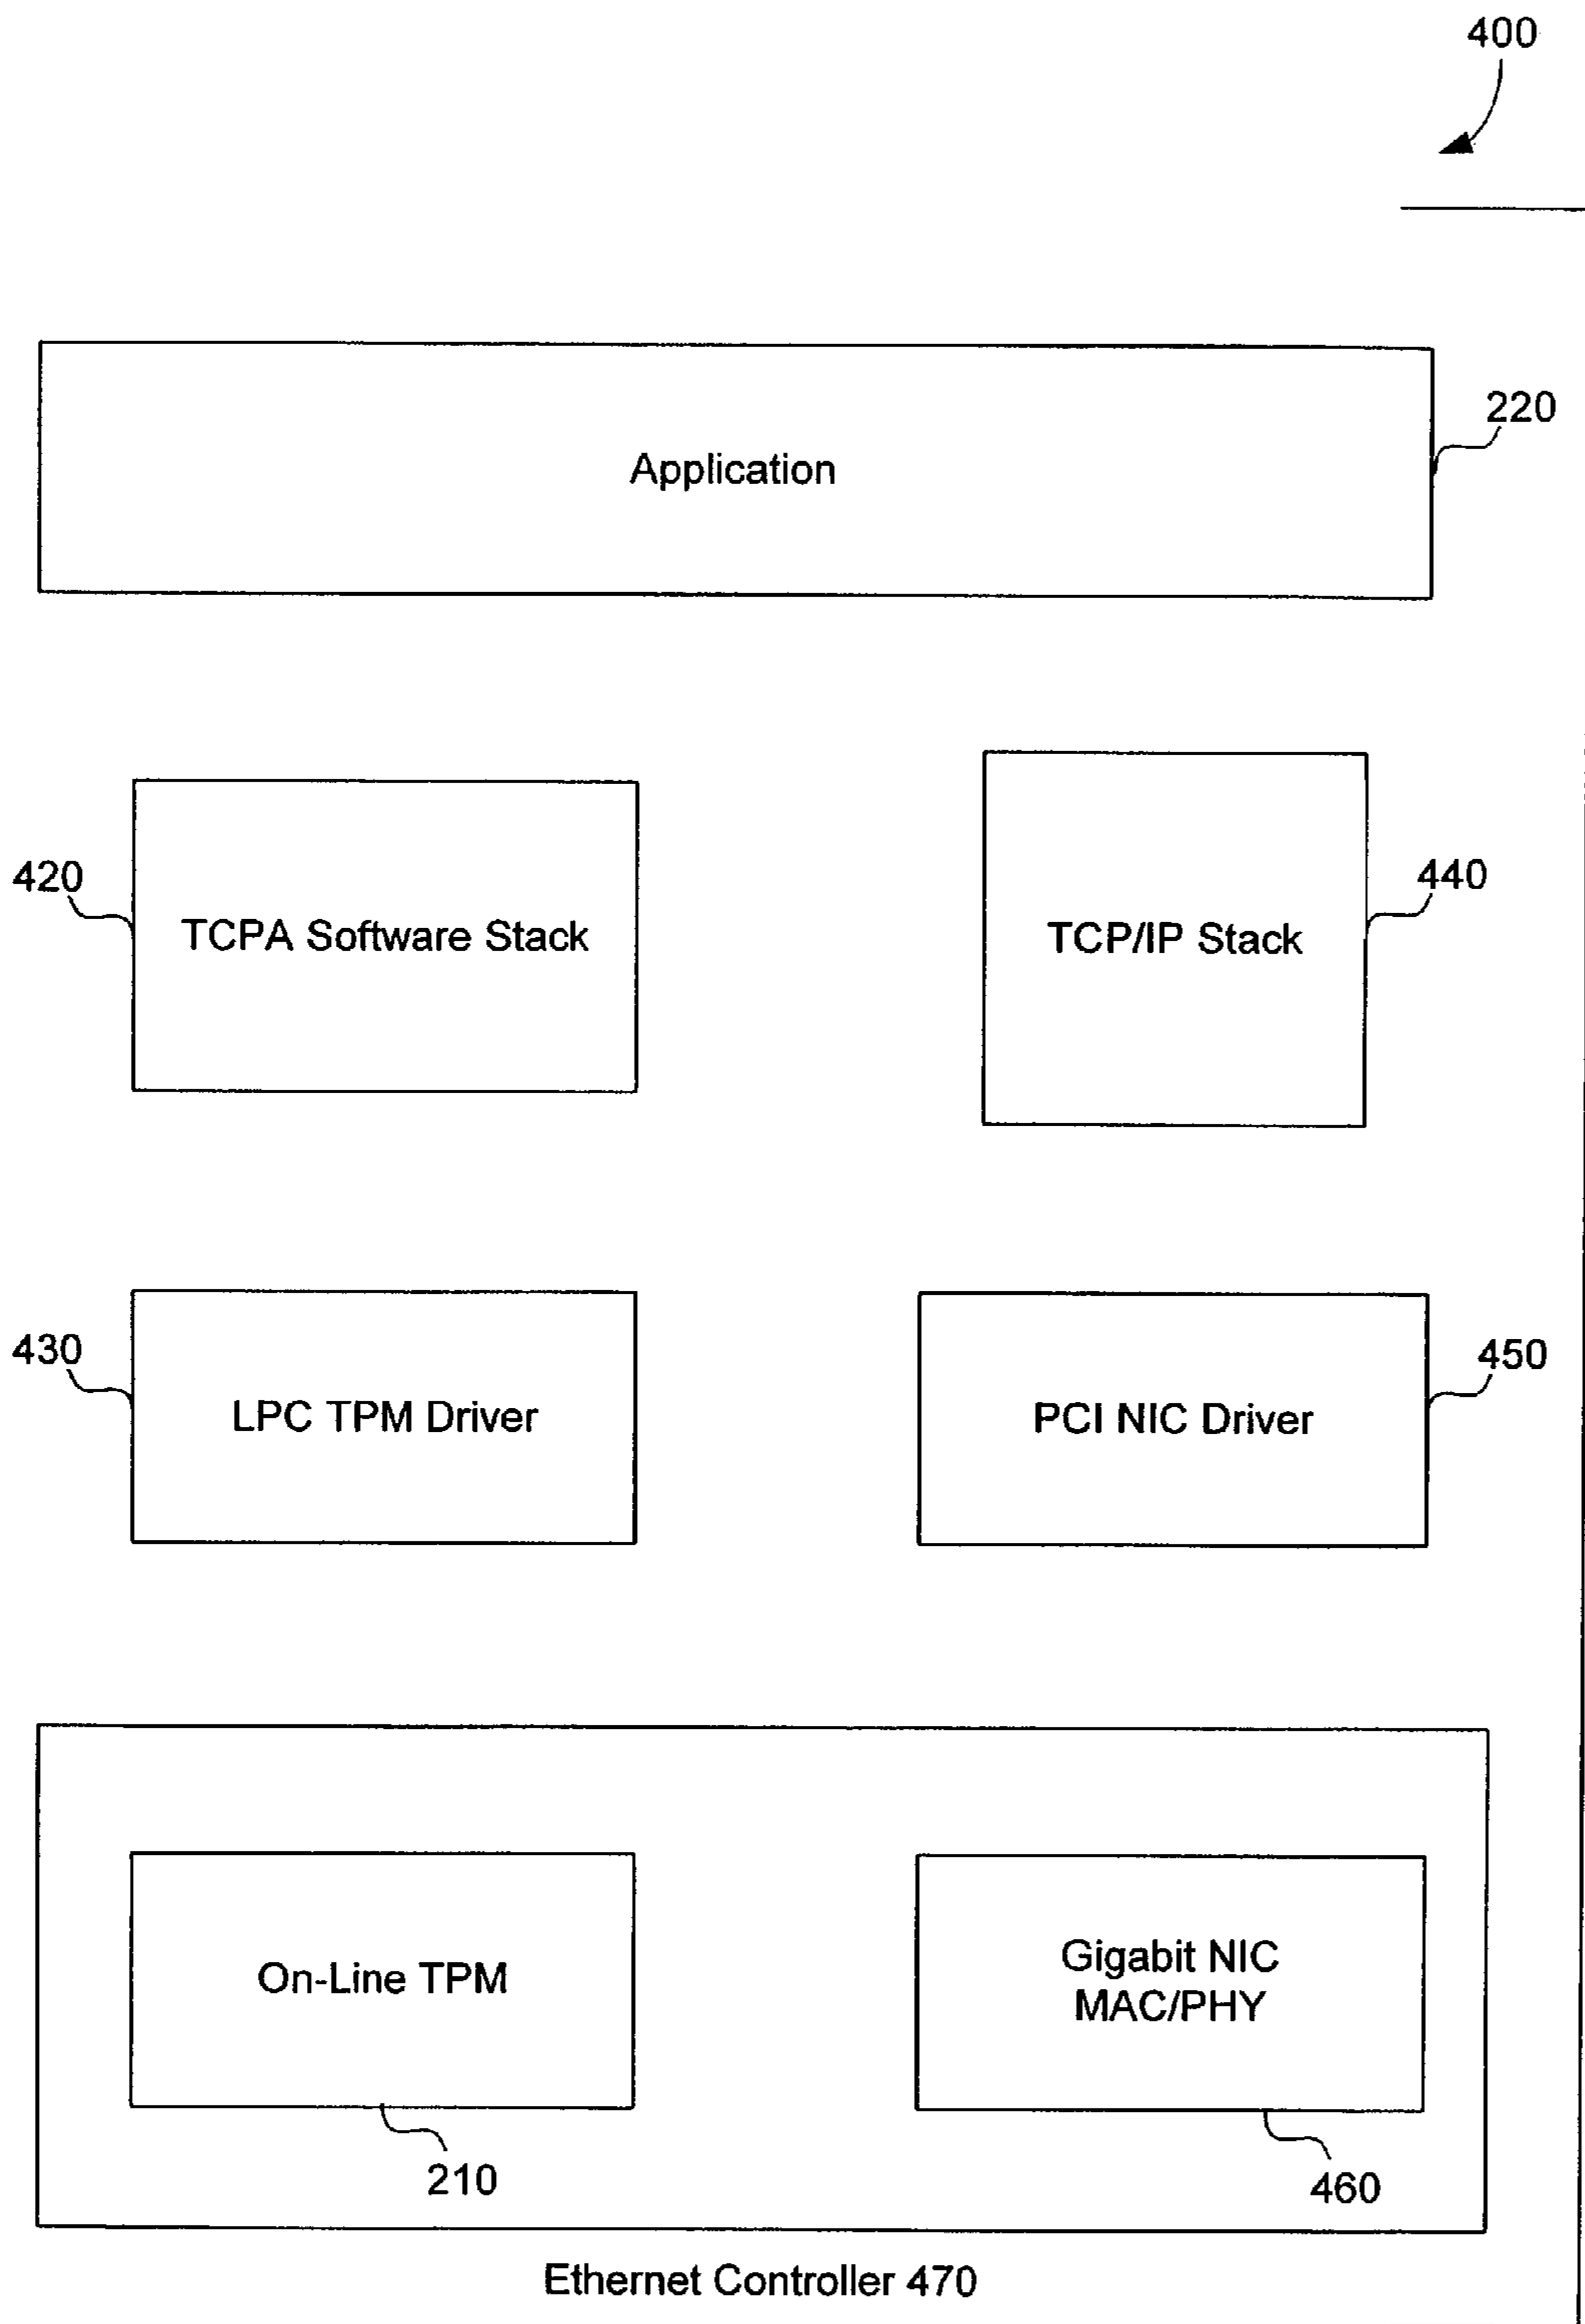 400
220
Application
420
TCPA Software Stack
440
TCP/IP Stack
430
LPC TPM Driver
450
PCI NIC Driver
On-Line TPM
Gigabit NIC
MAC/PHY
210
460
Ethernet Controller 470